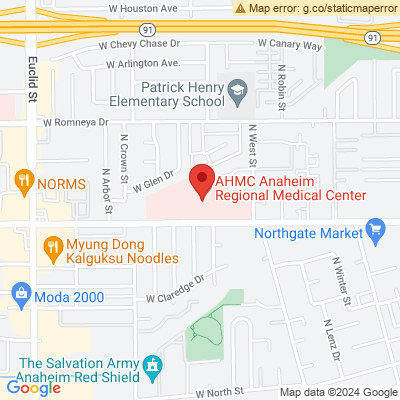 W Houston Ave
Map error: g.co/staticmaperror
91
W Chevy Chase Dr
W Canary Way
91
Euclid St
W Arlington Ave.
Patrick Henry
Elementary School
N Robin St.
W Romneya Dr
N Crown St
N West St
W Glen Dr
N Arbor St
NORMS
AHMC Anaheim
Regional Medical Center
Northgate Market
Myung Dong
Kalguksu Noodles
N Winter St
Moda 2000
W Claredge Dr
N Lenz Dr
The Salvation Army
Anaheim Red Shield
W North St
Google
Map data ©2024 Google